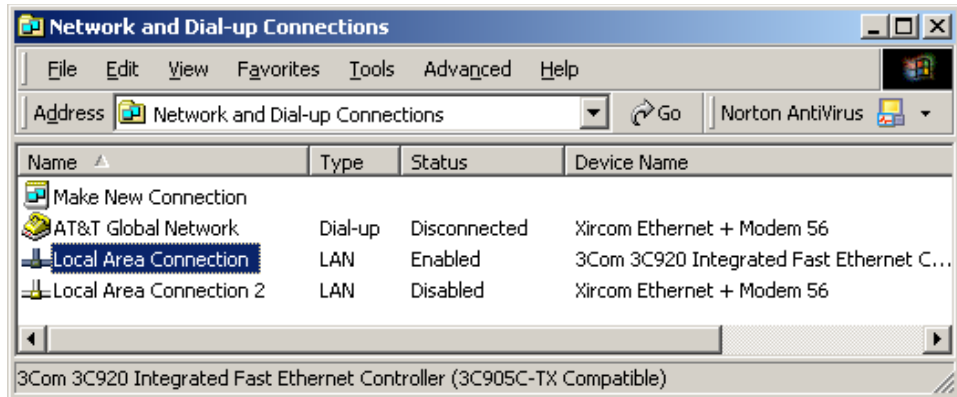 Network and Dial-up Connections
File Edit View Favorites Tools Advanced Help
Address Network and Dial-up Connections Go Norton AntiVirus
Name Type Status Device Name
Make New Connection
AT&T Global Network Dial-up Disconnected Xircom Ethernet + Modem 56
Local Area Connection LAN Enabled 3Com 3C920 Integrated Fast Ethernet C...
Local Area Connection 2 LAN Disabled Xircom Ethernet + Modem 56
3Com 3C920 Integrated Fast Ethernet Controller (3C905C-TX Compatible)